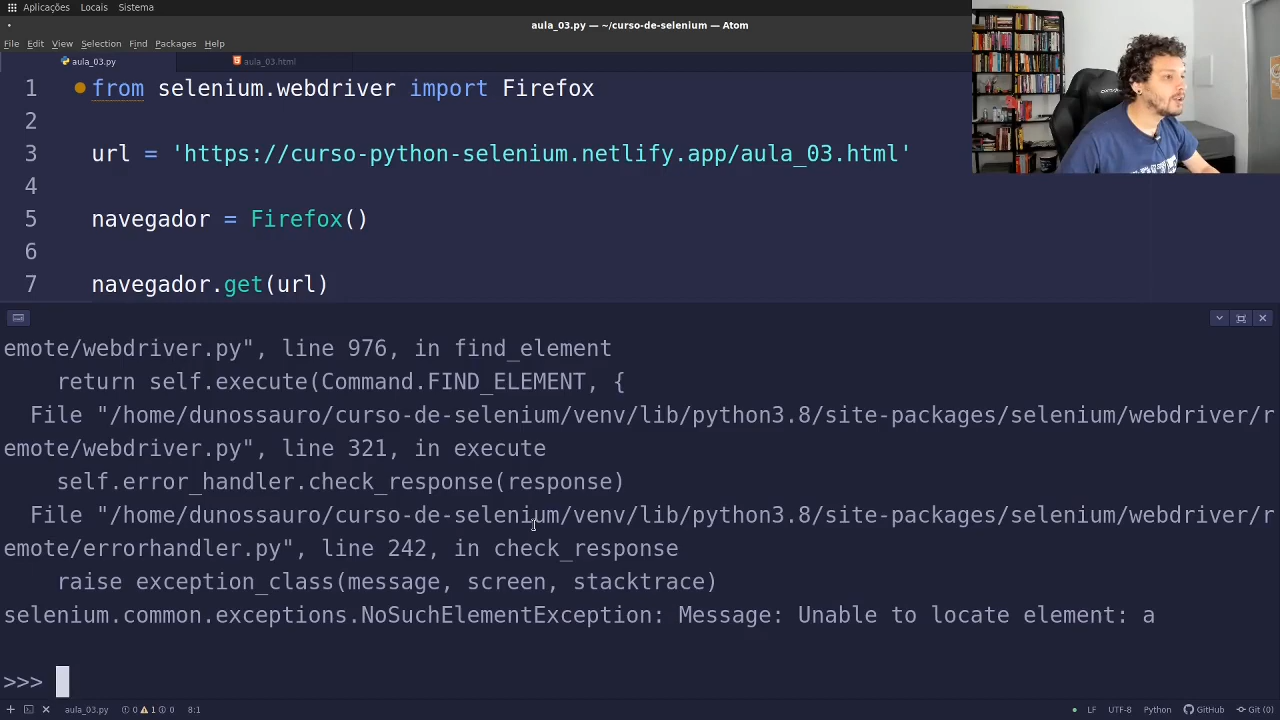 Aplicações Locais Sistema
aula_03.py — ~/curso-de-selenium — Atom
File Edit View Selection Find Packages Help
aula_03.py aula_03.html
1 from selenium.webdriver import Firefox
2
3 url = 'https://curso-python-selenium.netlify.app/aula_03.html'
4
5 navegador = Firefox()
6
7 navegador.get(url)
emote/webdriver.py", line 976, in find_element
return self.execute(Command.FIND_ELEMENT, {
File "/home/dunossauro/curso-de-selenium/venv/lib/python3.8/site-packages/selenium/webdriver/r
emote/webdriver.py", line 321, in execute
self.error_handler.check_response(response)
File "/home/dunossauro/curso-de-selenium/venv/lib/python3.8/site-packages/selenium/webdriver/r
emote/errorhandler.py", line 242, in check_response
raise exception_class(message, screen, stacktrace)
selenium.common.exceptions.NoSuchElementException: Message: Unable to locate element: a
>>>
aula_03.py 0 1 0 8:1 LF UTF-8 Python GitHub Git (0)